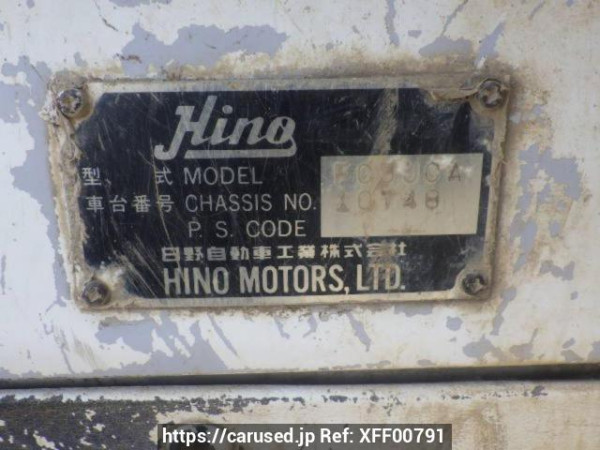 Hino
型、式 MODEL
車台番号 CHASSIS NO. 10748
P. S. CODE
日野自動車工業株式会社
HINO MOTORS, LTD.
https://carused.jp Ref: XFF00791